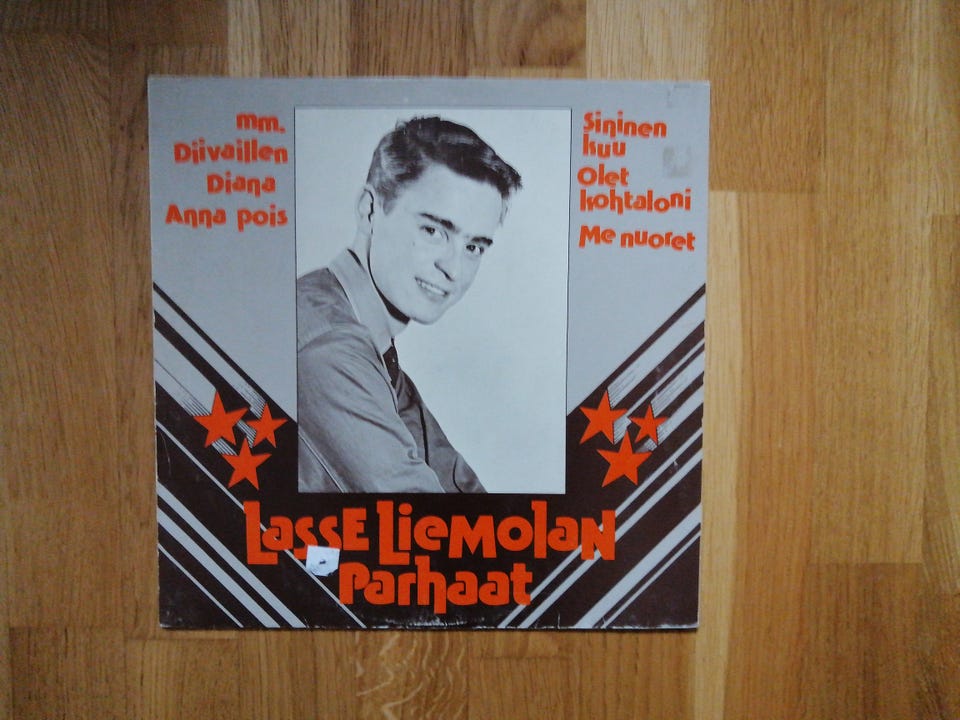 mm.
Diivaillen
Diana
Anna pois
Sininen
kuu
Olet
kohtaloni
Me nuoret
Lasse Liemolan
Parhaat